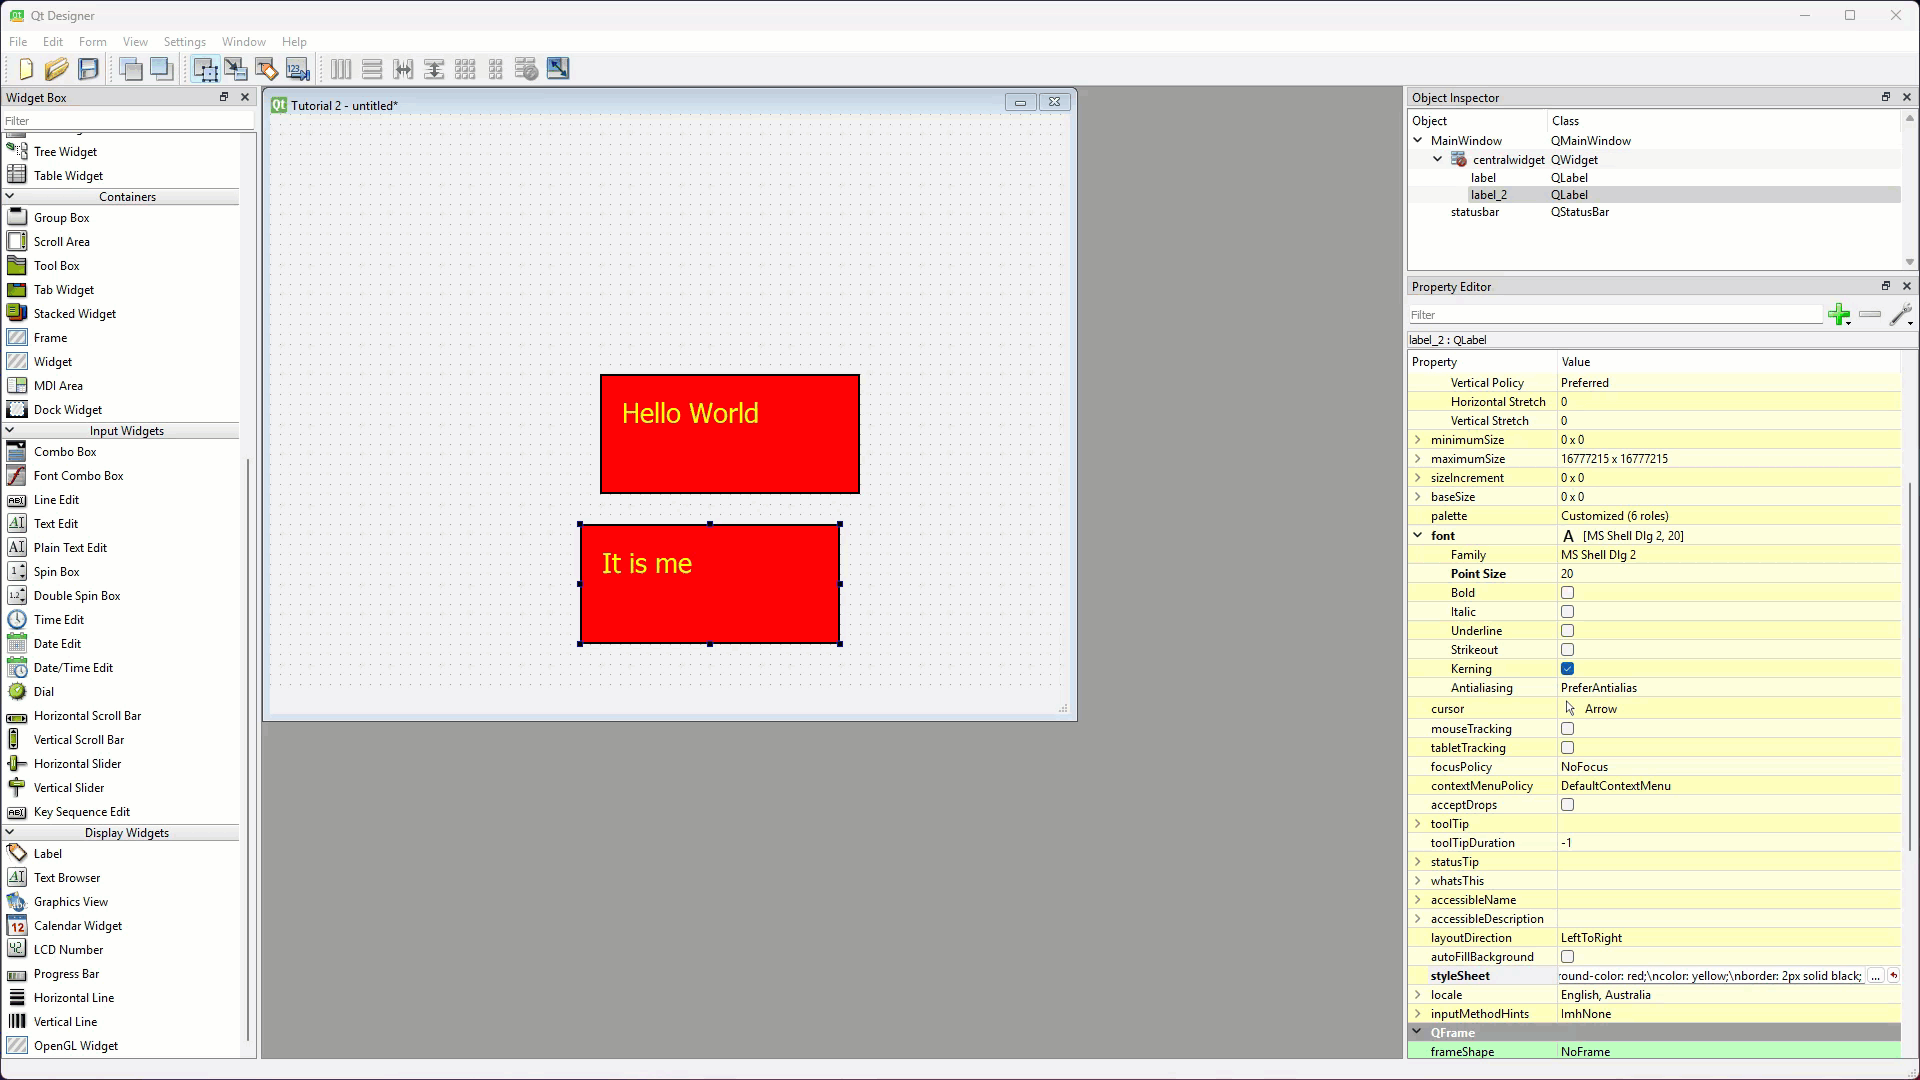 Qt Designer
File Edit Form View Settings Window Help
Widget Box
Filter
Tree Widget
Table Widget
Containers
Group Box
Scroll Area
Tool Box
Tab Widget
Stacked Widget
Frame
Widget
MDI Area
Dock Widget
Input Widgets
Combo Box
Font Combo Box
Line Edit
Text Edit
Plain Text Edit
Spin Box
Double Spin Box
Time Edit
Date Edit
Date/Time Edit
Dial
Horizontal Scroll Bar
Vertical Scroll Bar
Horizontal Slider
Vertical Slider
Key Sequence Edit
Display Widgets
Label
Text Browser
Graphics View
Calendar Widget
LCD Number
Progress Bar
Horizontal Line
Vertical Line
OpenGL Widget
Tutorial 2 - untitled*
Hello World
It is me
Object Inspector
Object Class
MainWindow QMainWindow
centralwidget QWidget
label QLabel
label_2 QLabel
statusbar QStatusBar
Property Editor
Filter
label_2 : QLabel
Property Value
Vertical Policy Preferred
Horizontal Stretch 0
Vertical Stretch 0
minimumSize 0 x 0
maximumSize 16777215 x 16777215
sizeIncrement 0 x 0
baseSize 0 x 0
palette Customized (6 roles)
font A [MS Shell Dlg 2, 20]
Family MS Shell Dlg 2
Point Size 20
Bold
Italic
Underline
Strikeout
Kerning
Antialiasing PreferAntialias
cursor Arrow
mouseTracking
tabletTracking
focusPolicy NoFocus
contextMenuPolicy DefaultContextMenu
acceptDrops
toolTip
toolTipDuration -1
statusTip
whatsThis
accessibleName
accessibleDescription
layoutDirection LeftToRight
autoFillBackground
styleSheet round-color: red;\ncolor: yellow;\nborder: 2px solid black; ...
locale English, Australia
inputMethodHints ImhNone
QFrame
frameShape NoFrame